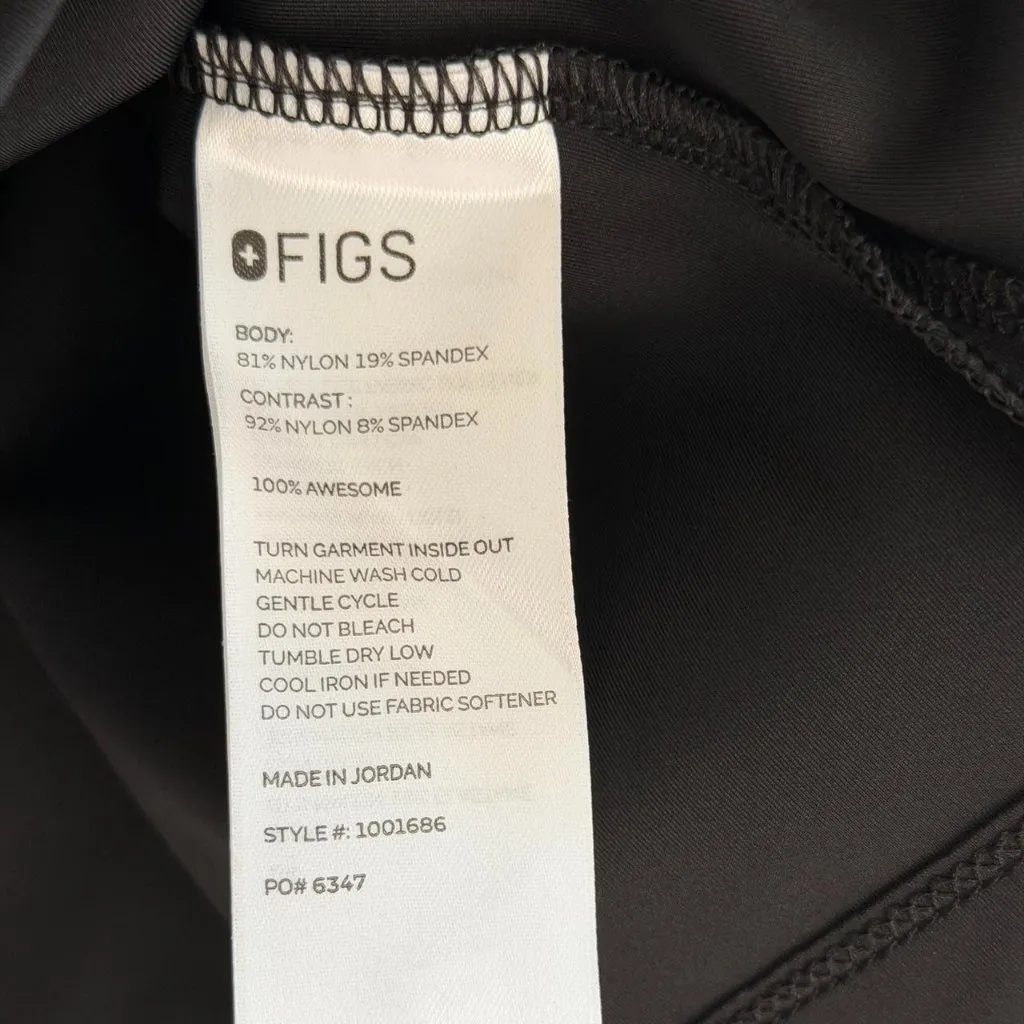 FIGS
BODY:
81% NYLON 19% SPANDEX
CONTRAST :
92% NYLON 8% SPANDEX
100% AWESOME
TURN GARMENT INSIDE OUT
MACHINE WASH COLD
GENTLE CYCLE
DO NOT BLEACH
TUMBLE DRY LOW
COOL IRON IF NEEDED
DO NOT USE FABRIC SOFTENER
MADE IN JORDAN
STYLE #: 1001686
PO# 6347